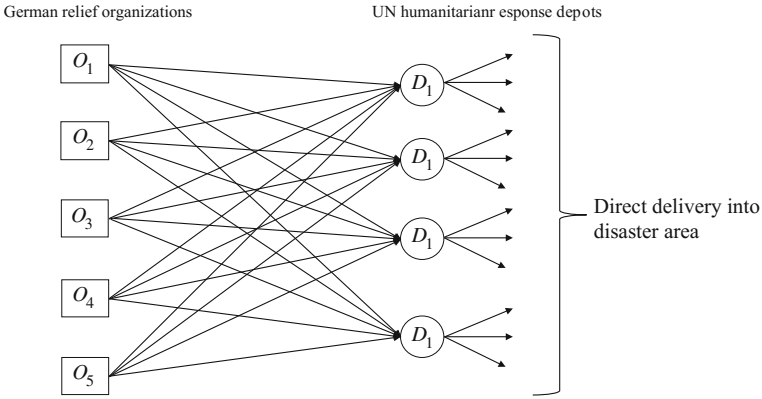 German relief organizations
UN humanitarianr esponse depots
O1
O2
O3
O4
O5
D1
D1
D1
D1
Direct delivery into
disaster area